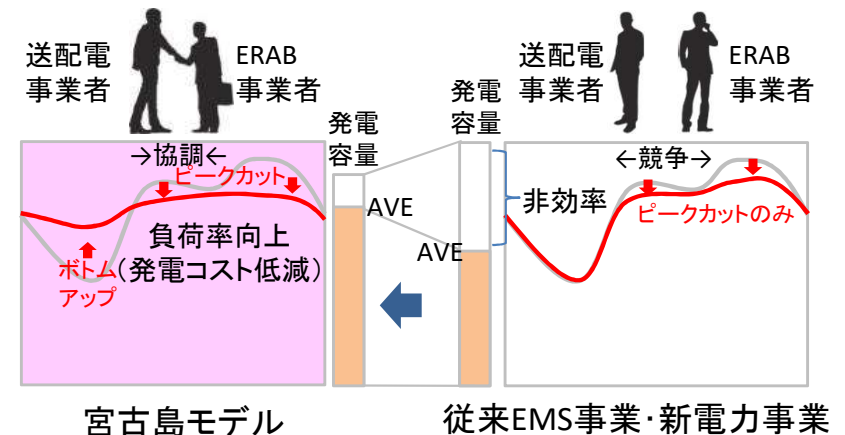 送配電
事業者
ERAB
事業者
発電
容量
→協調←
ピークカット
AVE
負荷率向上
(発電コスト低減)
ボトム
アップ
宮古島モデル
送配電
事業者
ERAB
事業者
発電
容量
←競争→
非効率
ピークカットのみ
AVE
従来EMS事業・新電力事業